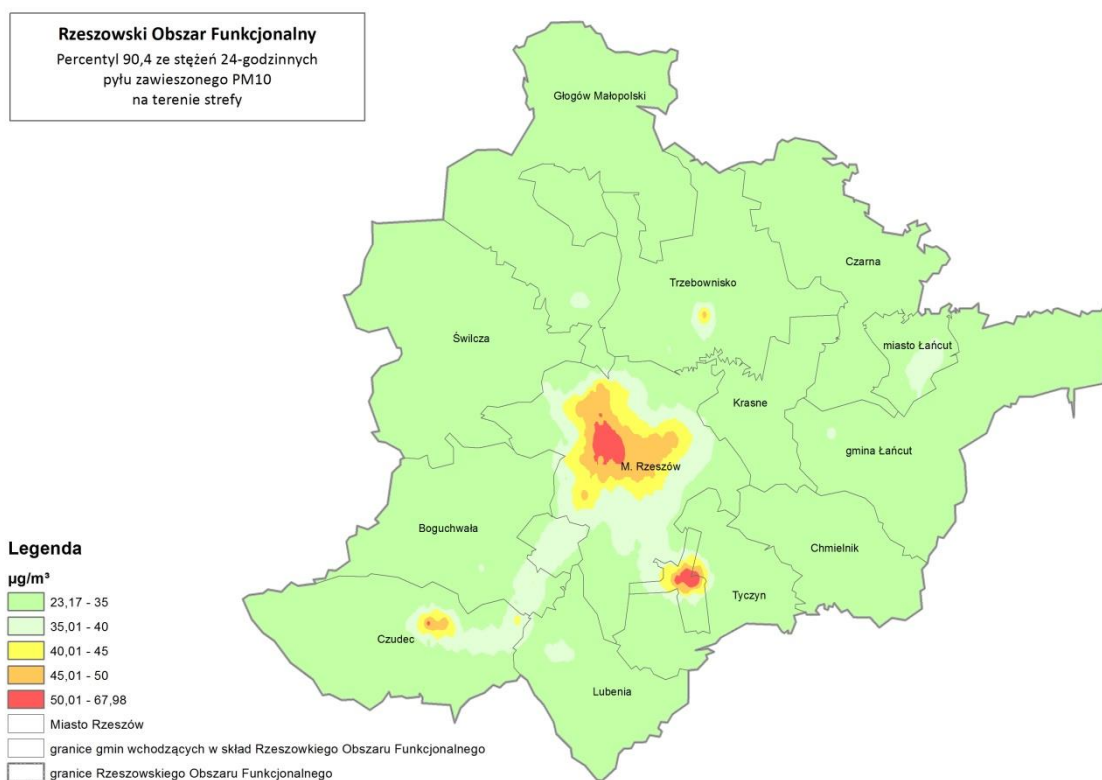 Rzeszowski Obszar Funkcjonalny
Percentyl 90,4 ze stężeń 24-godzinnych
pyłu zawieszonego PM10
na terenie strefy
Głogów Małopolski
Czarna
Trzebownisko
Świlcza
miasto Łańcut
Krasne
gmina Łańcut
M. Rzeszów
Boguchwała
Chmielnik
Tyczyn
Czudec
Lubenia
Legenda
µg/m³
23,17 - 35
35,01 - 40
40,01 - 45
45,01 - 50
50,01 - 67,98
Miasto Rzeszów
granice gmin wchodzących w skład Rzeszowkiego Obszaru Funkcjonalnego
granice Rzeszowskiego Obszaru Funkcjonalnego